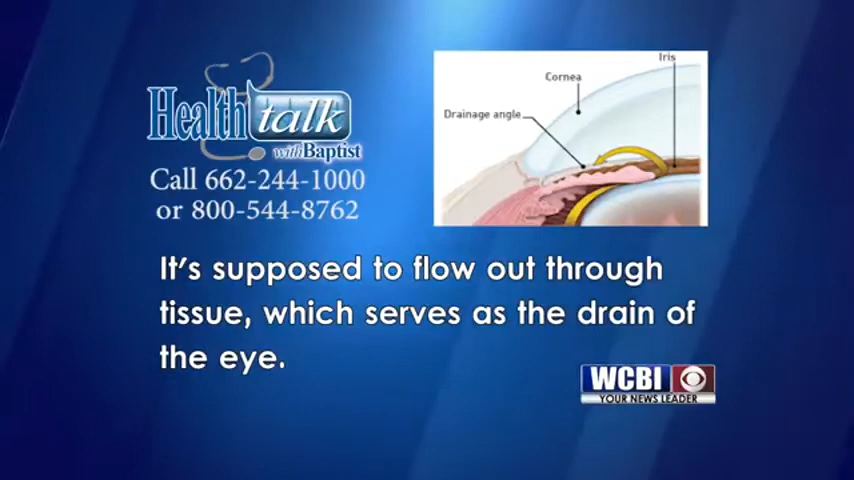 Health talk
with Baptist
Call 662-244-1000
or 800-544-8762
Iris
Cornea
Drainage angle
It's supposed to flow out through
tissue, which serves as the drain of
the eye.
WCBI
YOUR NEWS LEADER